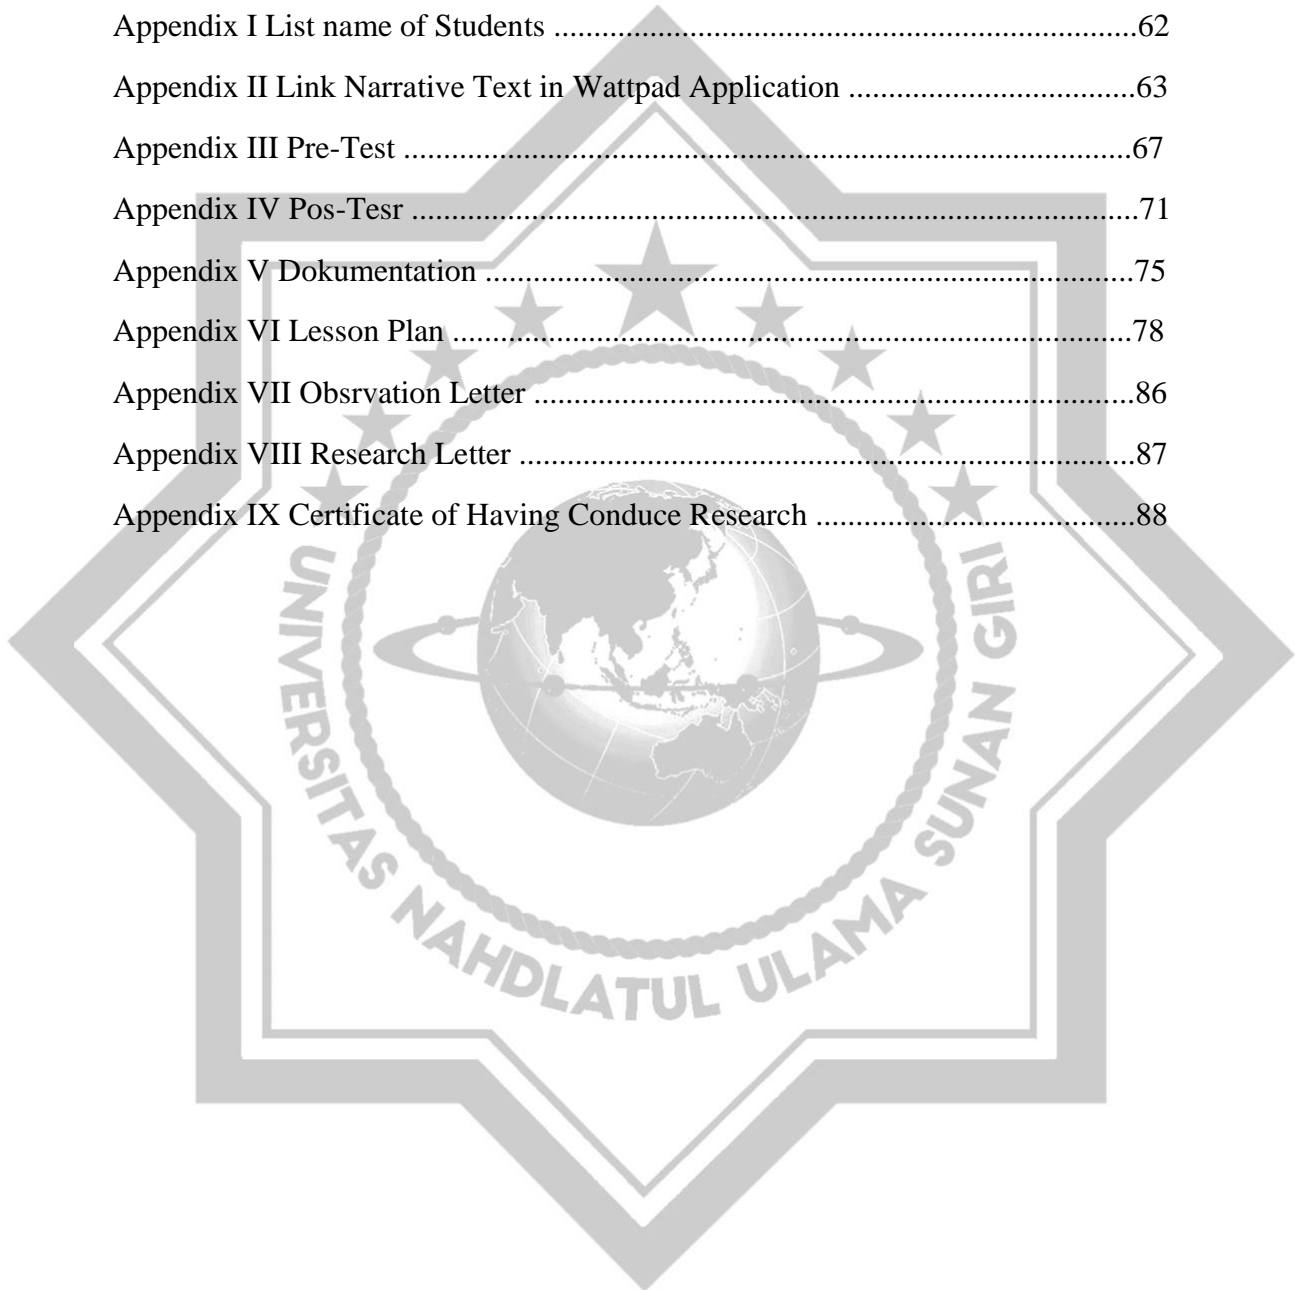 Appendix I List name of Students ..........................................................................62
Appendix II Link Narrative Text in Wattpad Application ....................................63
Appendix III Pre-Test ............................................................................................67
Appendix IV Pos-Tesr ............................................................................................71
Appendix V Dokumentation ..................................................................................75
Appendix VI Lesson Plan ......................................................................................78
Appendix VII Obsrvation Letter ............................................................................86
Appendix VIII Research Letter ..............................................................................87
Appendix IX Certificate of Having Conduce Research ........................................88
UNIVERSITAS NAHDLATUL ULAMA SUNAN GIRI